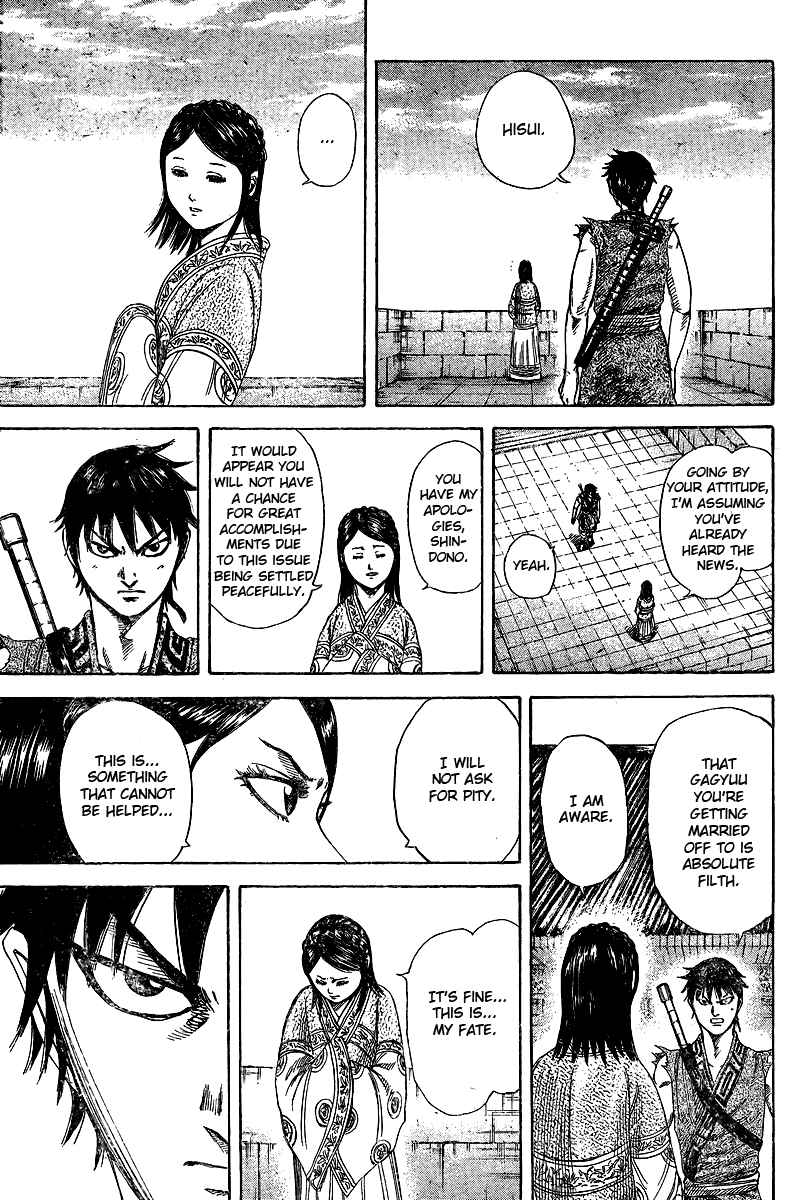 HISUI.
...
GOING BY
YOUR ATTITUDE,
I'M ASSUMING
YOU'VE
ALREADY
HEARD THE
NEWS.
YEAH.
YOU
HAVE MY
APOLO-
GIES,
SHIN-
DONO.
IT WOULD
APPEAR YOU
WILL NOT HAVE
A CHANCE
FOR GREAT
ACCOMPLISH-
MENTS DUE
TO THIS ISSUE
BEING SETTLED
PEACEFULLY.
THAT
GAGYUU
YOU'RE
GETTING
MARRIED
OFF TO IS
ABSOLUTE
FILTH.
I AM
AWARE.
I WILL
NOT ASK
FOR PITY.
THIS IS...
SOMETHING
THAT CANNOT
BE HELPED...
IT'S FINE...
THIS IS...
MY FATE.